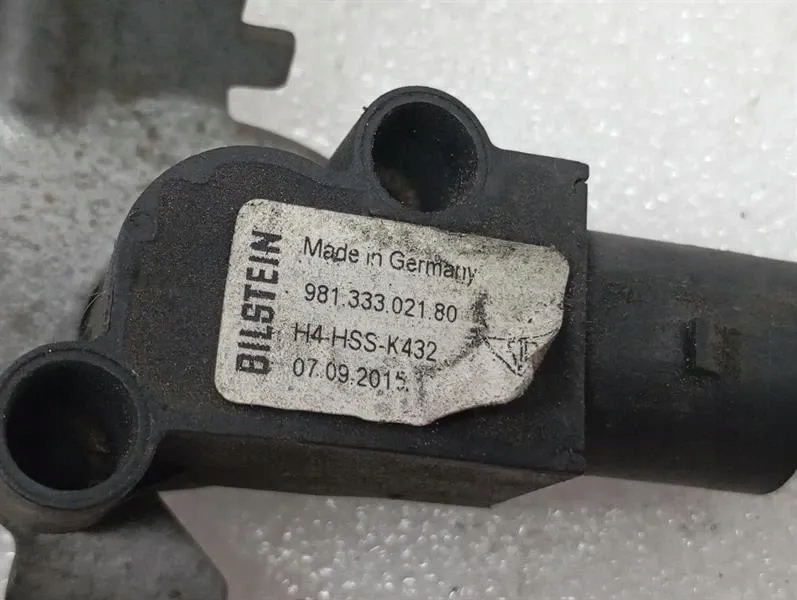 BILSTEIN
Made in Germany
981.333.021.80
H4-HSS-K432
07.09.2015